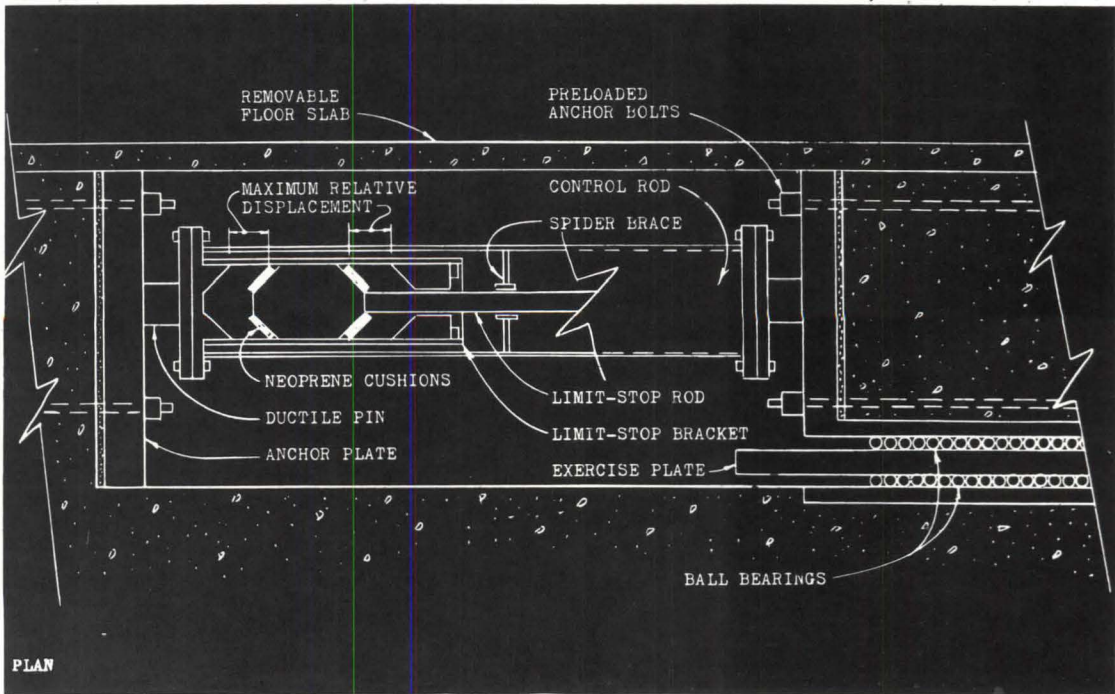 REMOVABLE
FLOOR SLAB
PRELOADED
ANCHOR BOLTS
MAXIMUM RELATIVE
DISPLACEMENT
CONTROL ROD
SPIDER BRACE
NEOPRENE CUSHIONS
LIMIT-STOP ROD
DUCTILE PIN
LIMIT-STOP BRACKET
ANCHOR PLATE
EXERCISE PLATE
BALL BEARINGS
PLAN